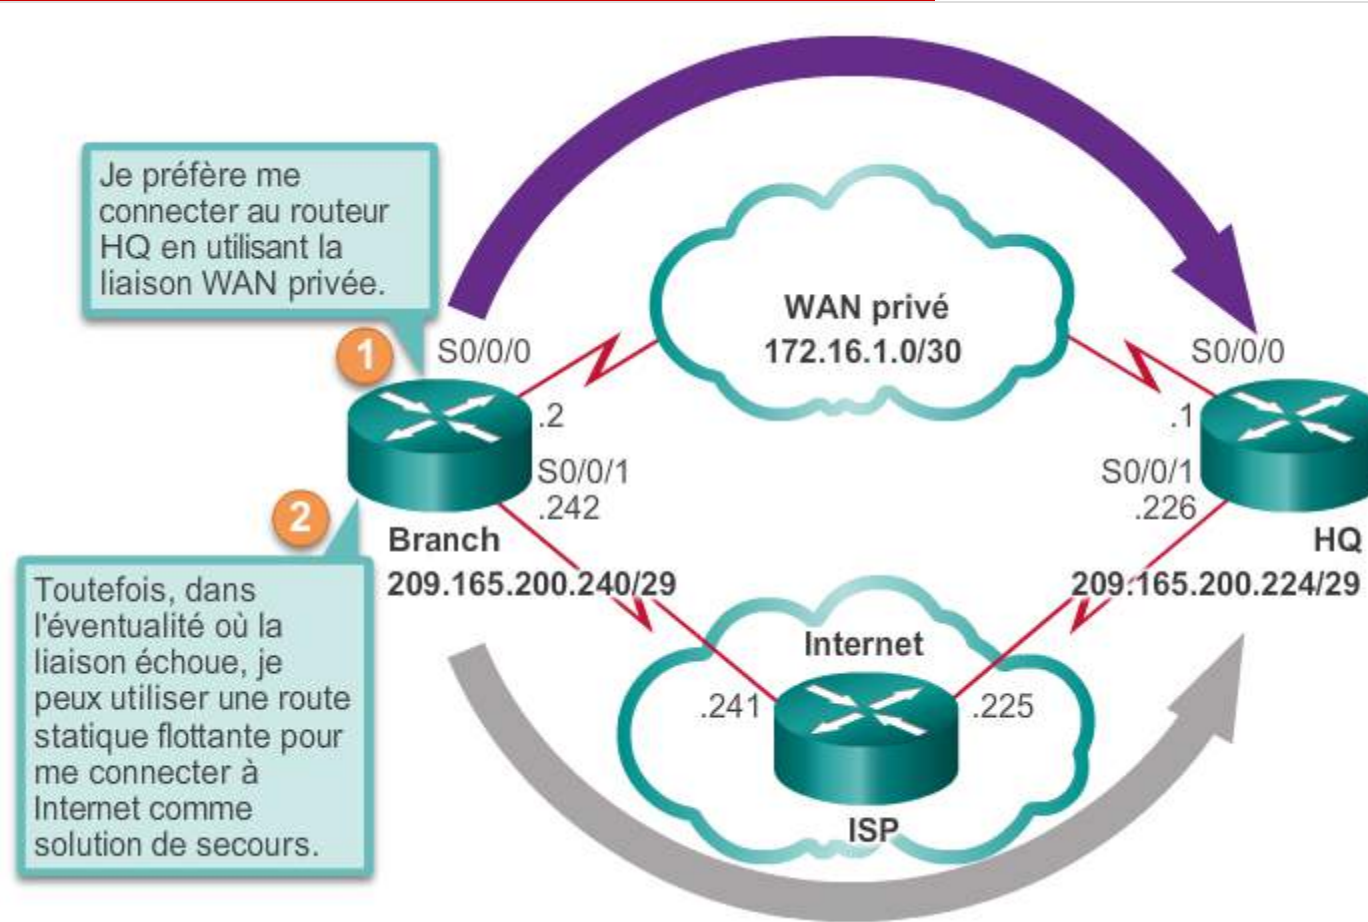 Je préfère me
connecter au routeur
HQ en utilisant la
liaison WAN privée.
1
S0/0/0
WAN privé
172.16.1.0/30
S0/0/0
.2
.1
S0/0/1
.242
S0/0/1
.226
2
Branch
209.165.200.240/29
HQ
209.165.200.224/29
Toutefois, dans
l'éventualité où la
liaison échoue, je
peux utiliser une route
statique flottante pour
me connecter à
Internet comme
solution de secours.
Internet
.241
.225
ISP